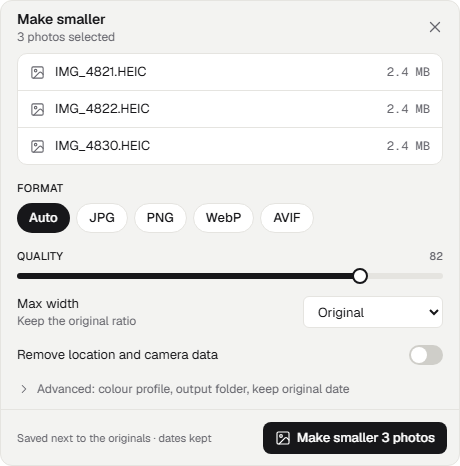 Make smaller
3 photos selected
IMG_4821.HEIC 2.4 MB
IMG_4822.HEIC 2.4 MB
IMG_4830.HEIC 2.4 MB
FORMAT
Auto JPG PNG WebP AVIF
QUALITY 82
Max width
Keep the original ratio
Original
Remove location and camera data
Advanced: colour profile, output folder, keep original date
Saved next to the originals · dates kept
Make smaller 3 photos